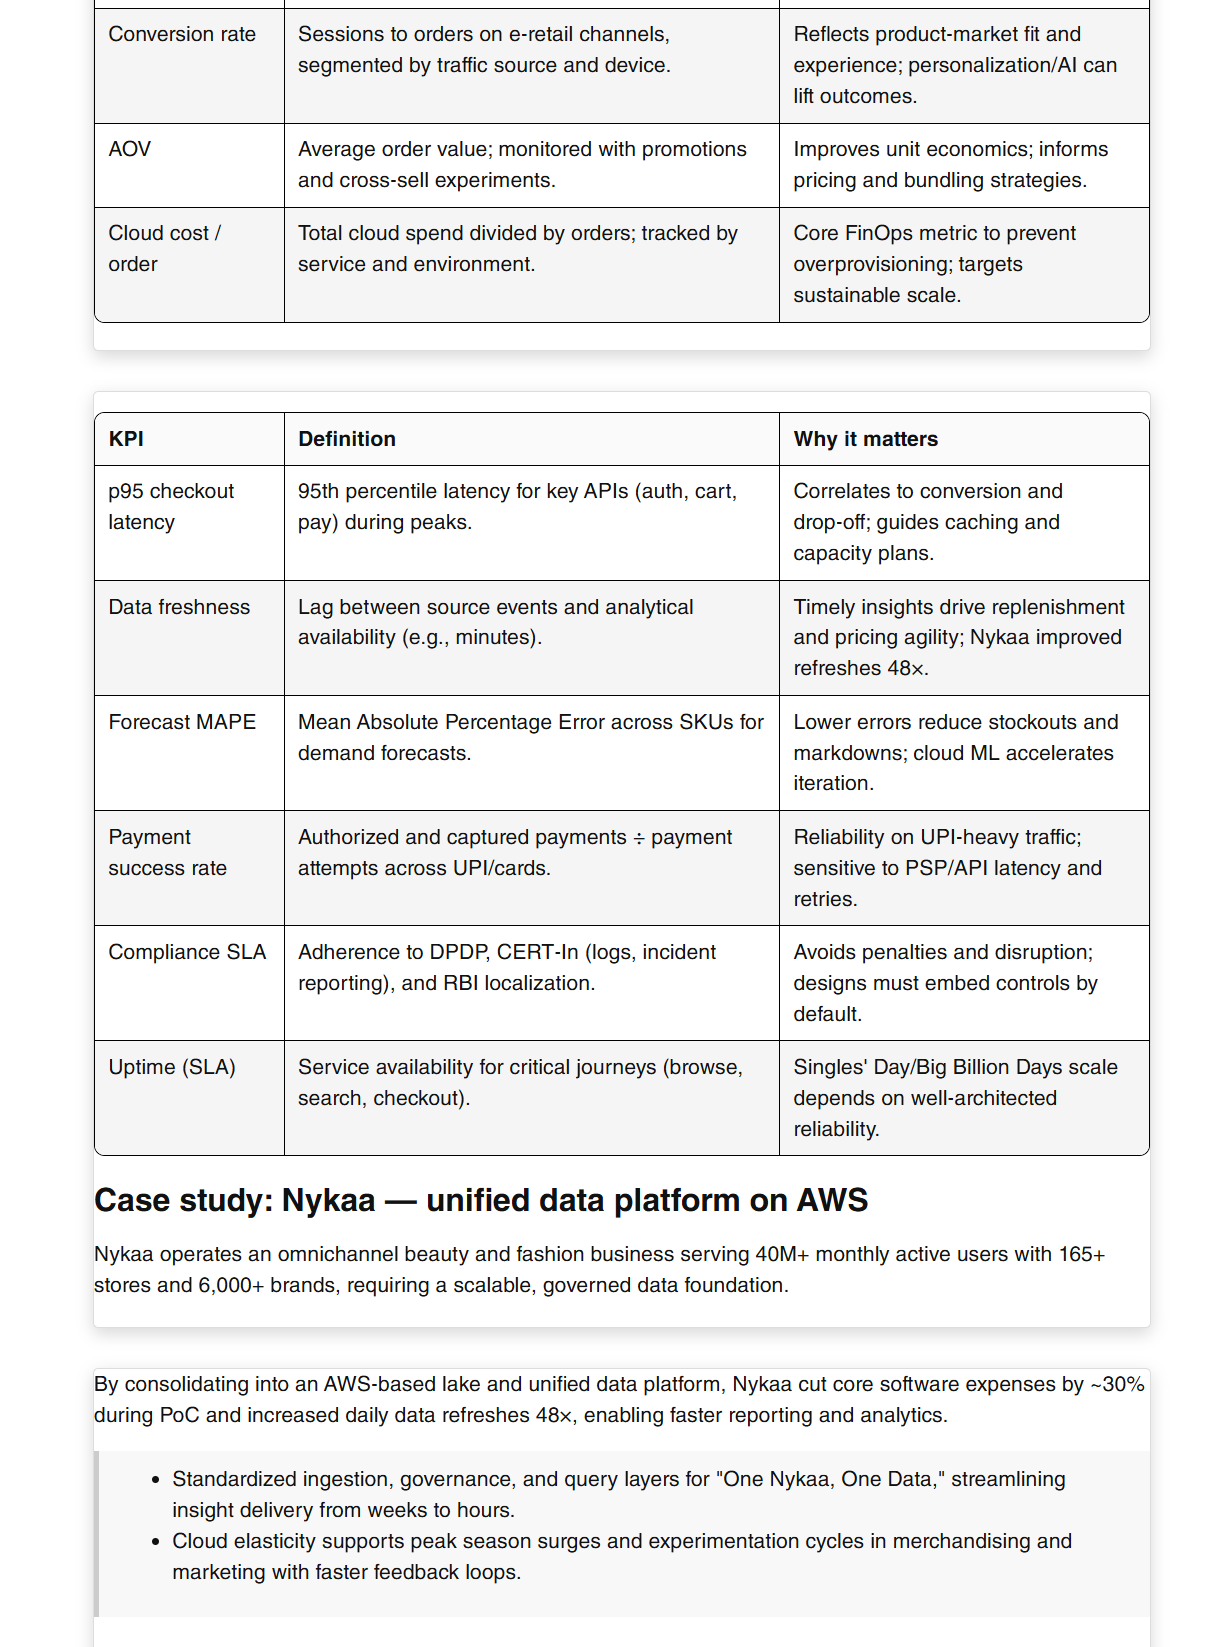 Conversion rate
Sessions to orders on e-retail channels,
segmented by traffic source and device.
Reflects product-market fit and
experience; personalization/AI can
lift outcomes.
AOV
Average order value; monitored with promotions
and cross-sell experiments.
Improves unit economics; informs
pricing and bundling strategies.
Cloud cost /
order
Total cloud spend divided by orders; tracked by
service and environment.
Core FinOps metric to prevent
overprovisioning; targets
sustainable scale.
KPI
Definition
Why it matters
p95 checkout
latency
95th percentile latency for key APIs (auth, cart,
pay) during peaks.
Correlates to conversion and
drop-off; guides caching and
capacity plans.
Data freshness
Lag between source events and analytical
availability (e.g., minutes).
Timely insights drive replenishment
and pricing agility; Nykaa improved
refreshes 48×.
Forecast MAPE
Mean Absolute Percentage Error across SKUs for
demand forecasts.
Lower errors reduce stockouts and
markdowns; cloud ML accelerates
iteration.
Payment
success rate
Authorized and captured payments ÷ payment
attempts across UPI/cards.
Reliability on UPI-heavy traffic;
sensitive to PSP/API latency and
retries.
Compliance SLA
Adherence to DPDP, CERT-In (logs, incident
reporting), and RBI localization.
Avoids penalties and disruption;
designs must embed controls by
default.
Uptime (SLA)
Service availability for critical journeys (browse,
search, checkout).
Singles' Day/Big Billion Days scale
depends on well-architected
reliability.
Case study: Nykaa — unified data platform on AWS
Nykaa operates an omnichannel beauty and fashion business serving 40M+ monthly active users with 165+
stores and 6,000+ brands, requiring a scalable, governed data foundation.
By consolidating into an AWS-based lake and unified data platform, Nykaa cut core software expenses by ~30%
during PoC and increased daily data refreshes 48×, enabling faster reporting and analytics.
• Standardized ingestion, governance, and query layers for "One Nykaa, One Data," streamlining
insight delivery from weeks to hours.
• Cloud elasticity supports peak season surges and experimentation cycles in merchandising and
marketing with faster feedback loops.